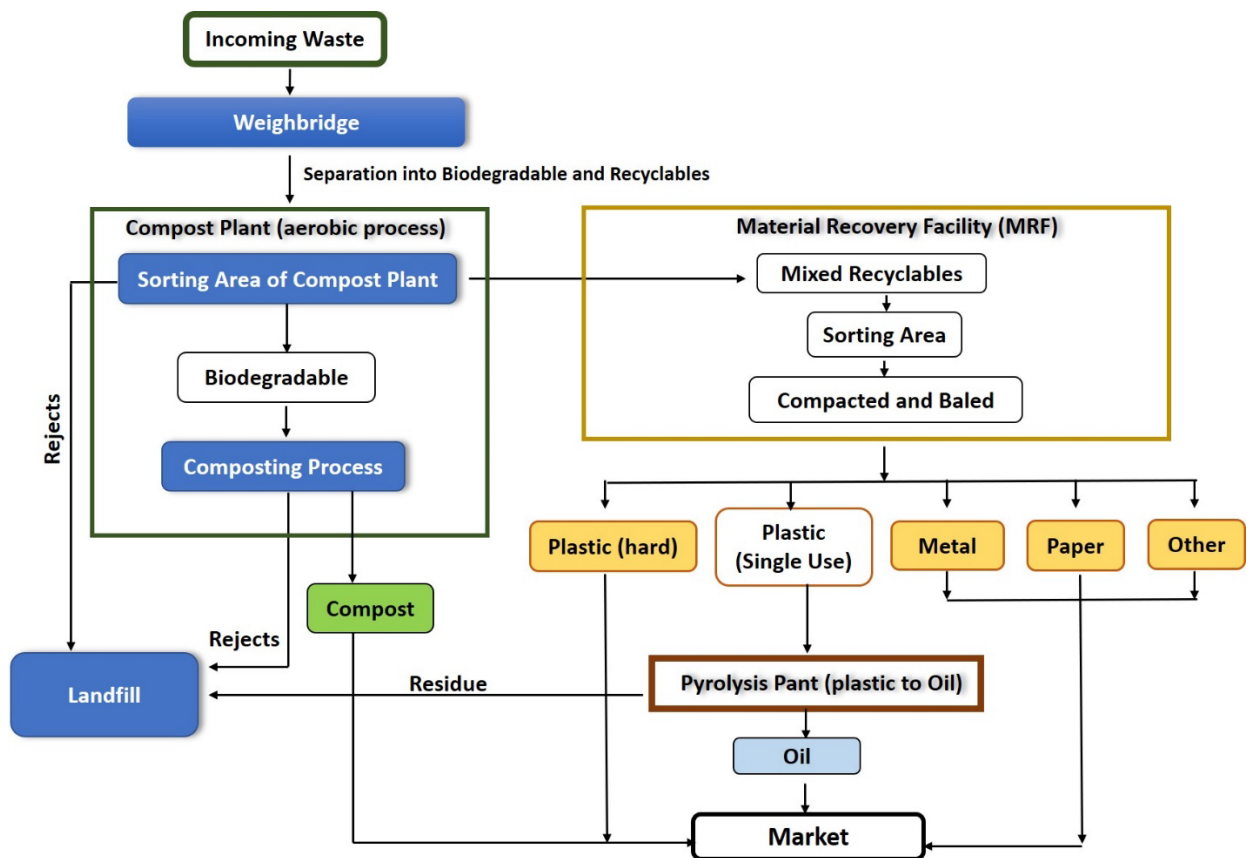 Incoming Waste
Weighbridge
Separation into Biodegradable and Recyclables
Compost Plant (aerobic process)
Sorting Area of Compost Plant
Biodegradable
Composting Process
Rejects
Material Recovery Facility (MRF)
Mixed Recyclables
Sorting Area
Compacted and Baled
Plastic (hard)
Plastic
(Single Use)
Metal
Paper
Other
Compost
Rejects
Landfill
Residue
Pyrolysis Pant (plastic to Oil)
Oil
Market